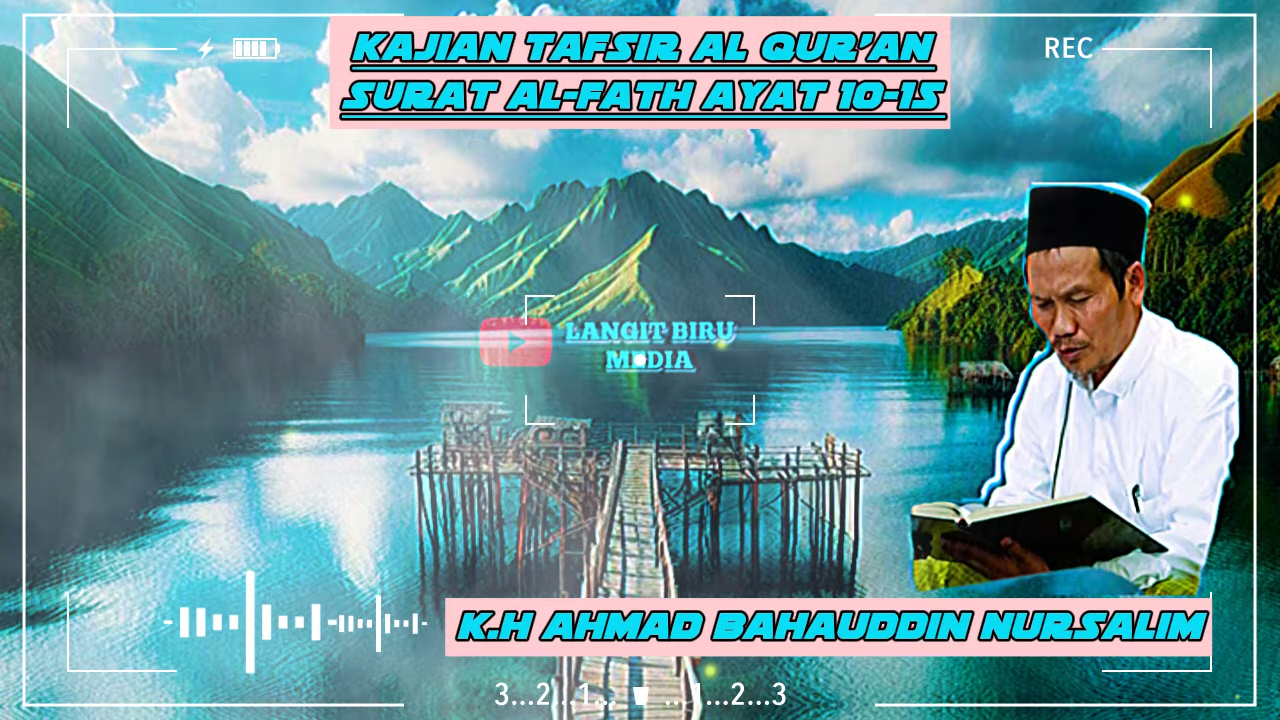 KAJIAN TAFSIR AL QUR'AN
SURAT AL-FATH AYAT 10-15
REC
LANGIT BIRU
MEDIA
K.H AHMAD BAHAUDDIN NURSALIM
3...2...1... ...1...2...3